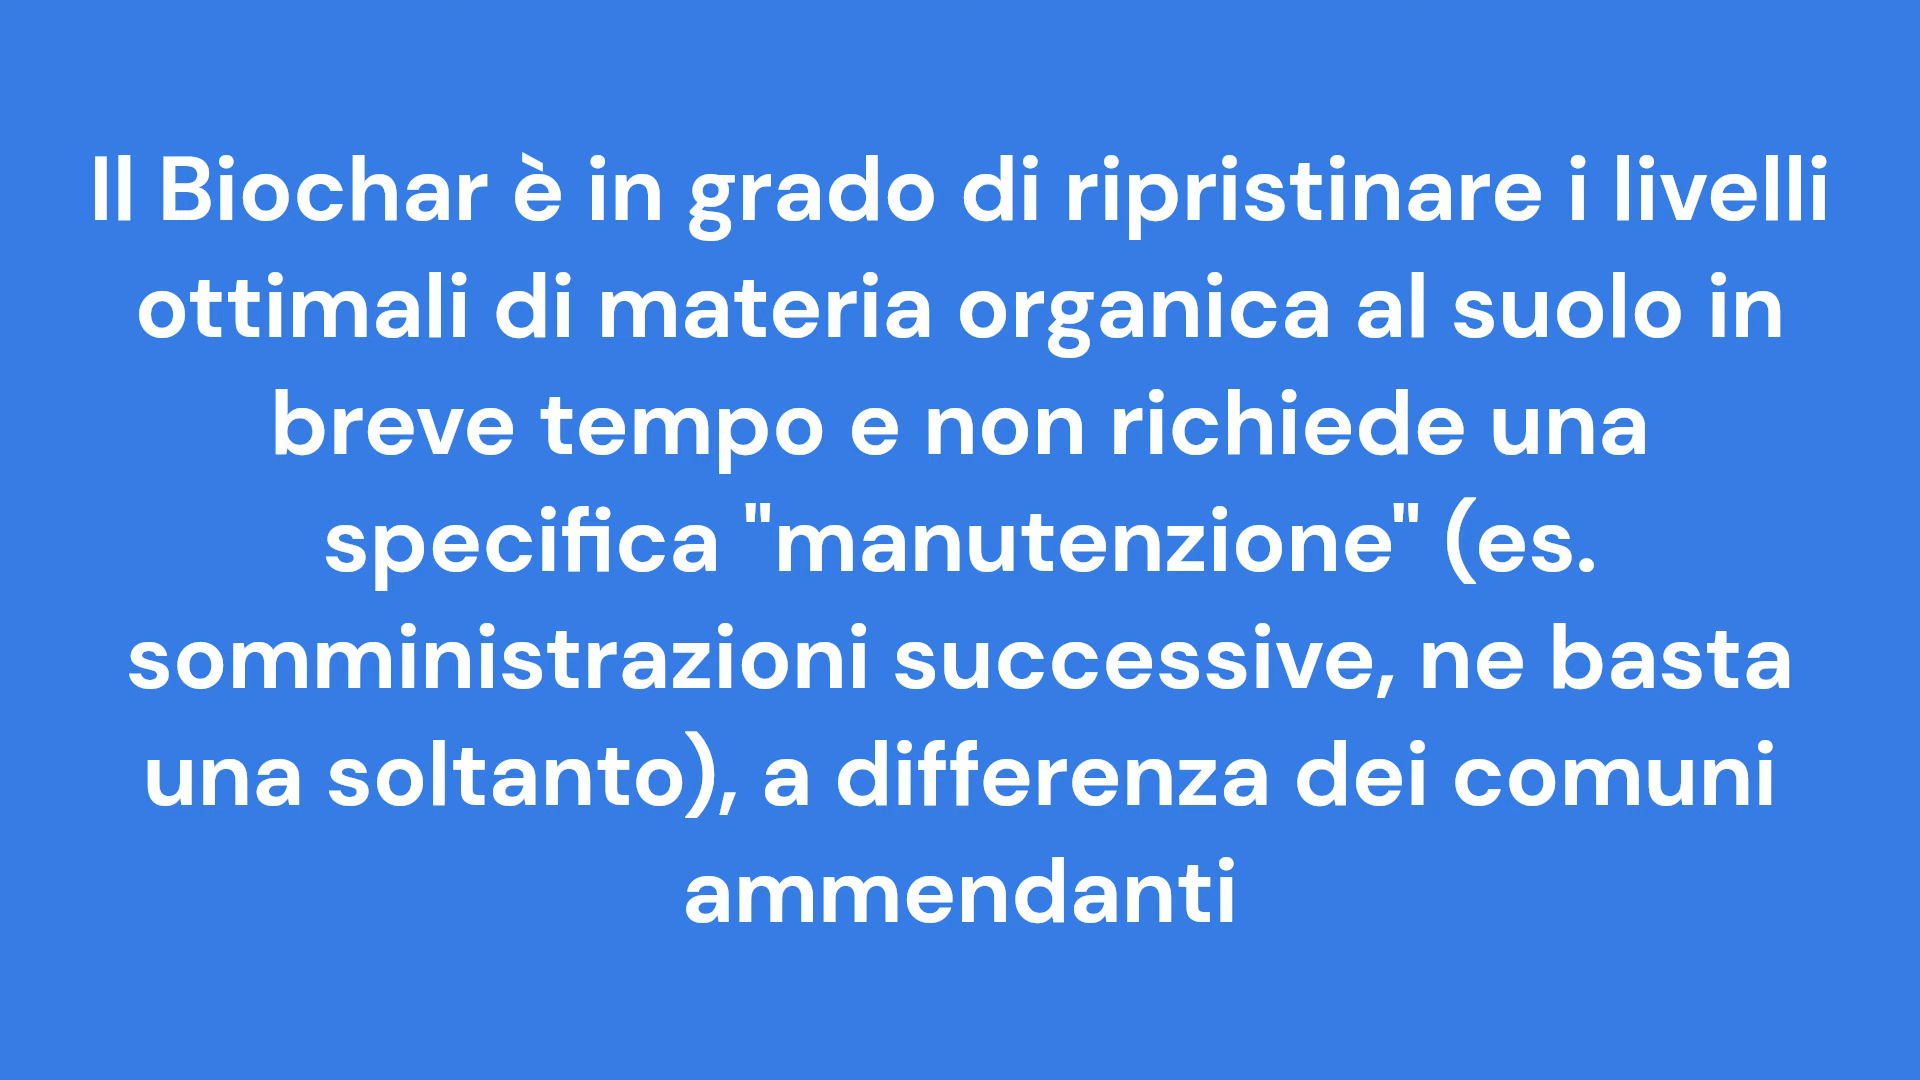 Il Biochar è in grado di ripristinare i livelli
ottimali di materia organica al suolo in
breve tempo e non richiede una
specifica "manutenzione" (es.
somministrazioni successive, ne basta
una soltanto), a differenza dei comuni
ammendanti